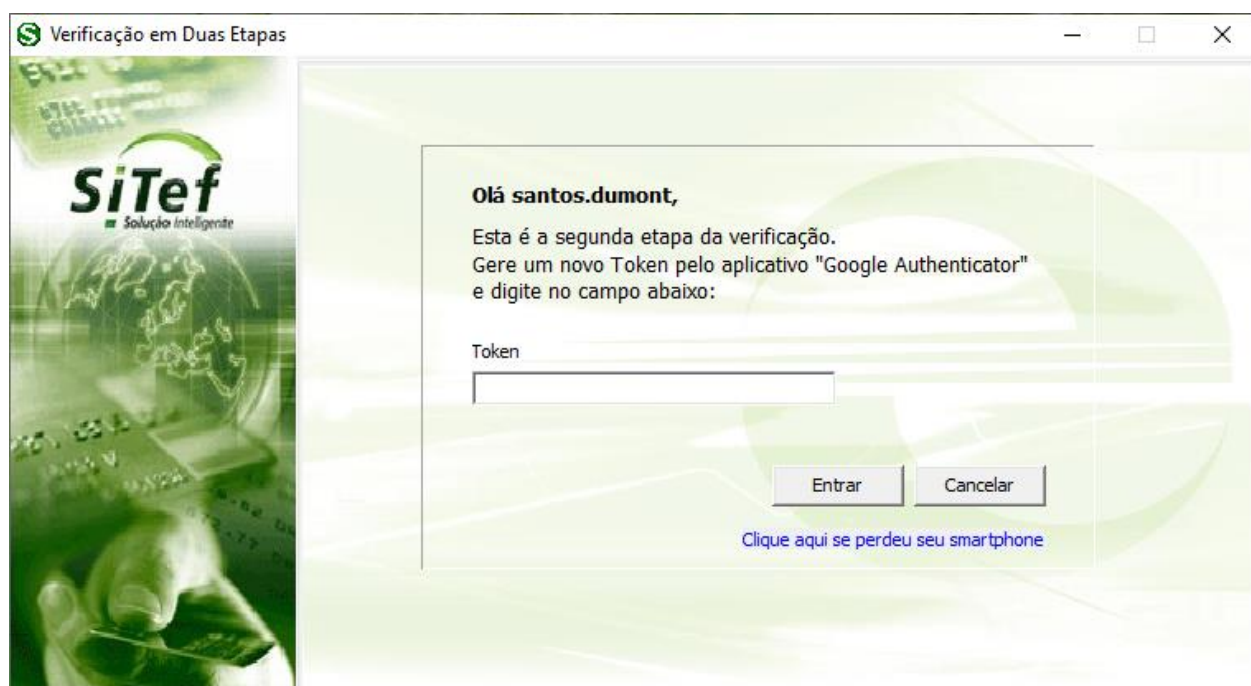 Verificação em Duas Etapas
SiTef
Solução Inteligente
Olá santos.dumont,
Esta é a segunda etapa da verificação.
Gere um novo Token pelo aplicativo "Google Authenticator"
e digite no campo abaixo:
Token
Entrar
Cancelar
Clique aqui se perdeu seu smartphone